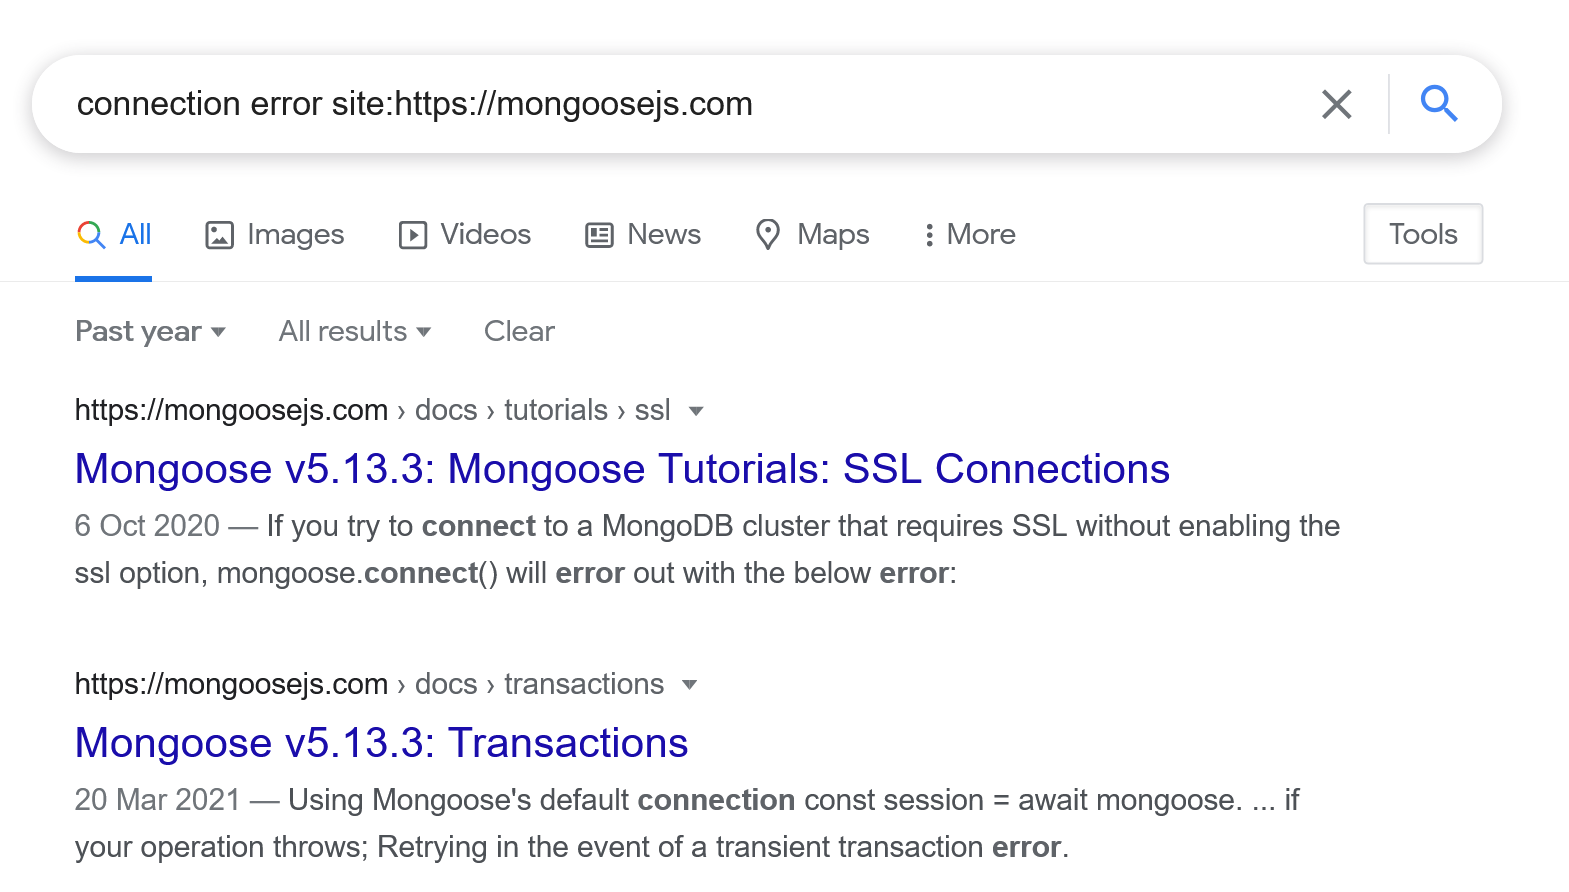 connection error site:https://mongoosejs.com
All Images Videos News Maps More Tools
Past year All results Clear
https://mongoosejs.com › docs › tutorials › ssl
Mongoose v5.13.3: Mongoose Tutorials: SSL Connections
6 Oct 2020 — If you try to connect to a MongoDB cluster that requires SSL without enabling the
ssl option, mongoose.connect() will error out with the below error:
https://mongoosejs.com › docs › transactions
Mongoose v5.13.3: Transactions
20 Mar 2021 — Using Mongoose's default connection const session = await mongoose. ... if
your operation throws; Retrying in the event of a transient transaction error.